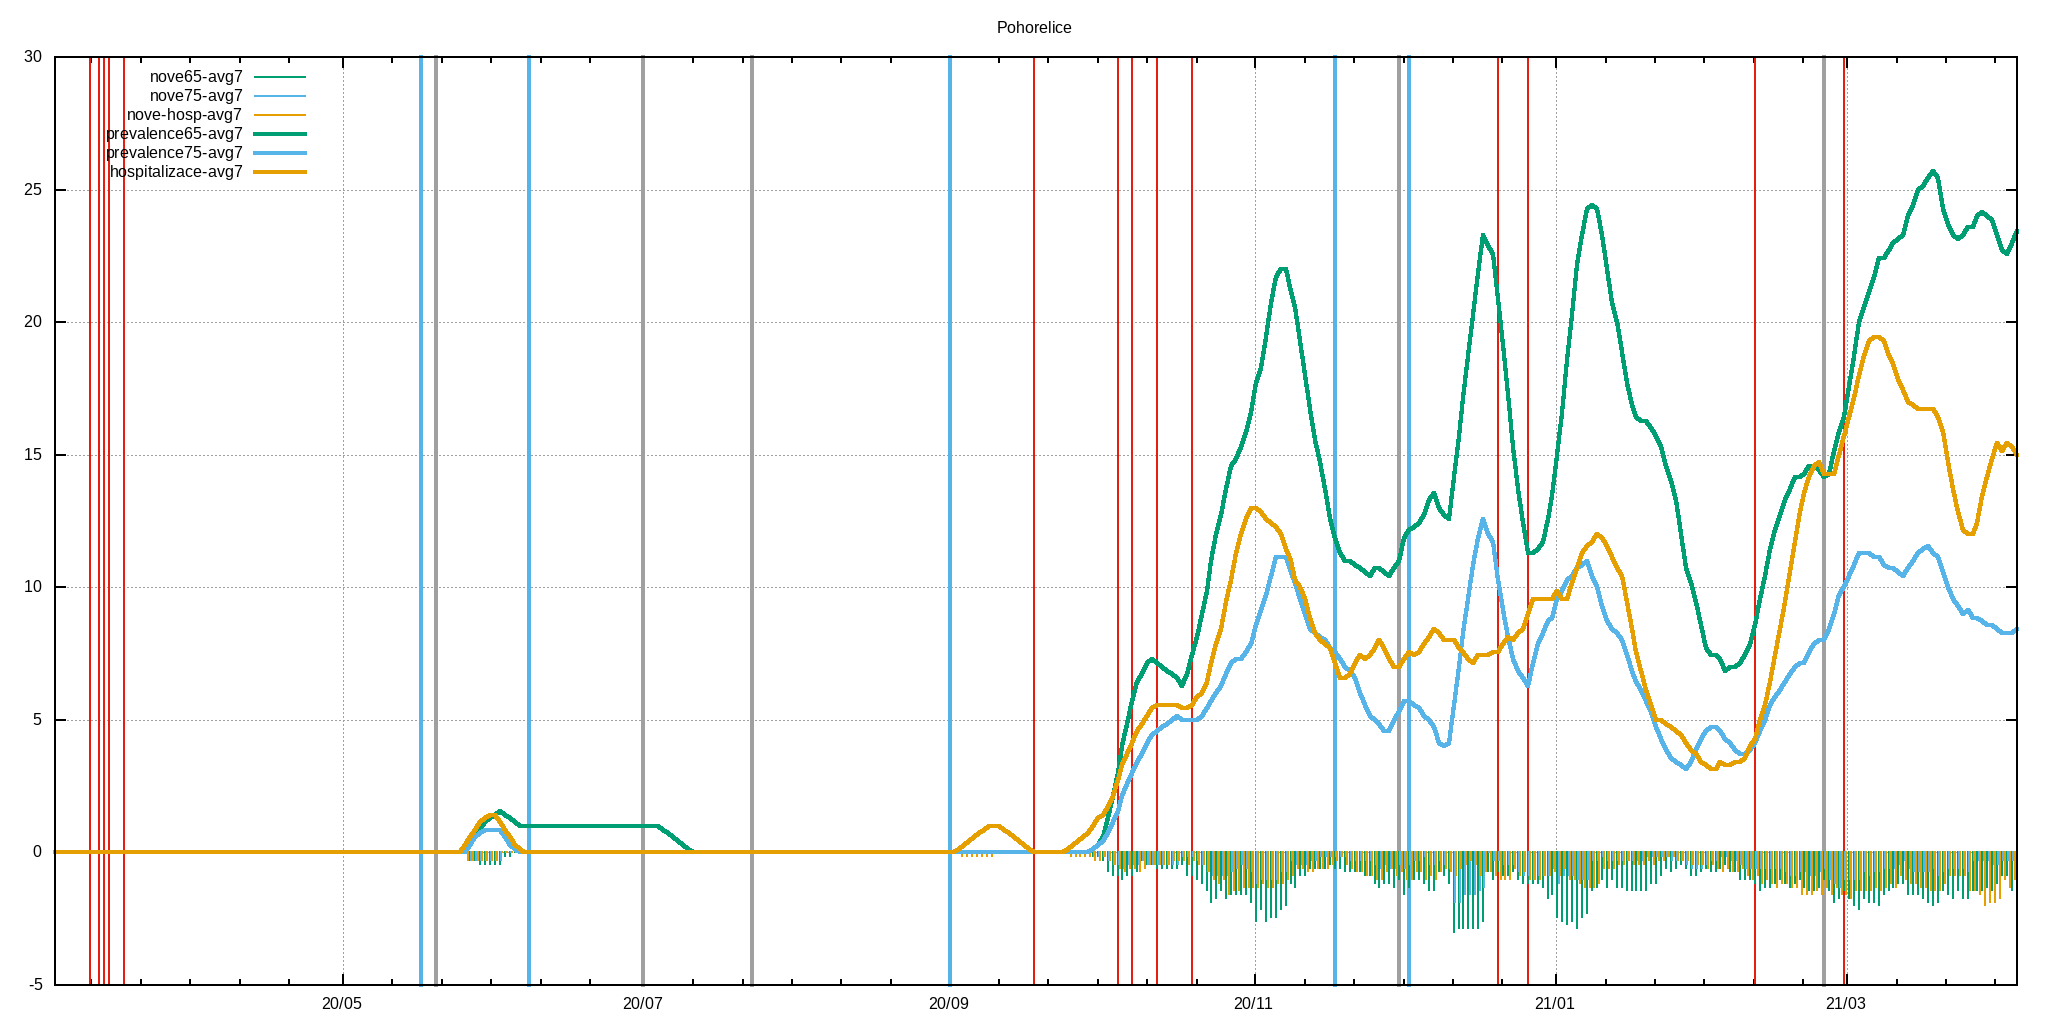 Pohorelice
30
25
20
15
10
5
0
-5
nove65-avg7
nove75-avg7
nove-hosp-avg7
prevalence65-avg7
prevalence75-avg7
hospitalizace-avg7
20/05 20/07 20/09 20/11 21/01 21/03